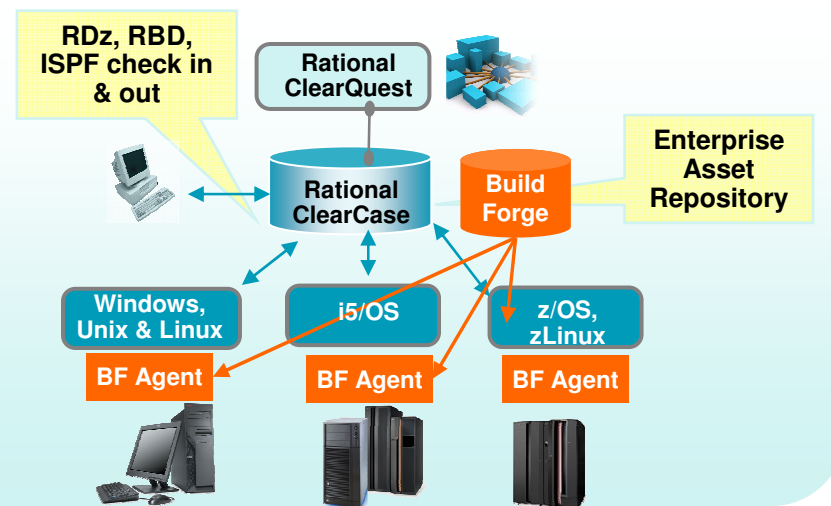 RDz, RBD,
ISPF check in
& out
Rational
ClearQuest
Enterprise
Asset
Repository
Rational
ClearCase
Build
Forge
Windows,
Unix & Linux
i5/OS
z/OS,
zLinux
BF Agent
BF Agent
BF Agent